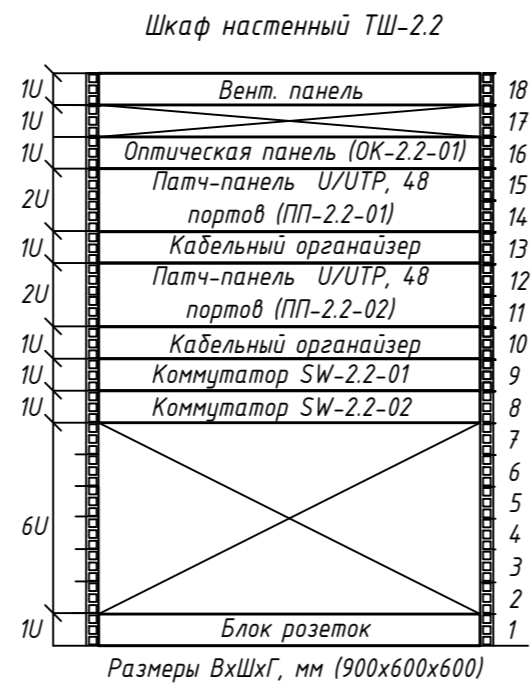 Шкаф настенный ТШ-2.2
1U Вент. панель 18
1U 17
1U Оптическая панель (ОК-2.2-01) 16
2U Патч-панель U/UTP, 48 15
портов (ПП-2.2-01) 14
1U Кабельный органайзер 13
2U Патч-панель U/UTP, 48 12
портов (ПП-2.2-02) 11
1U Кабельный органайзер 10
1U Коммутатор SW-2.2-01 9
1U Коммутатор SW-2.2-02 8
7
6
5
6U 4
3
2
1U Блок розеток 1
Размеры ВхШхГ, мм (900х600х600)